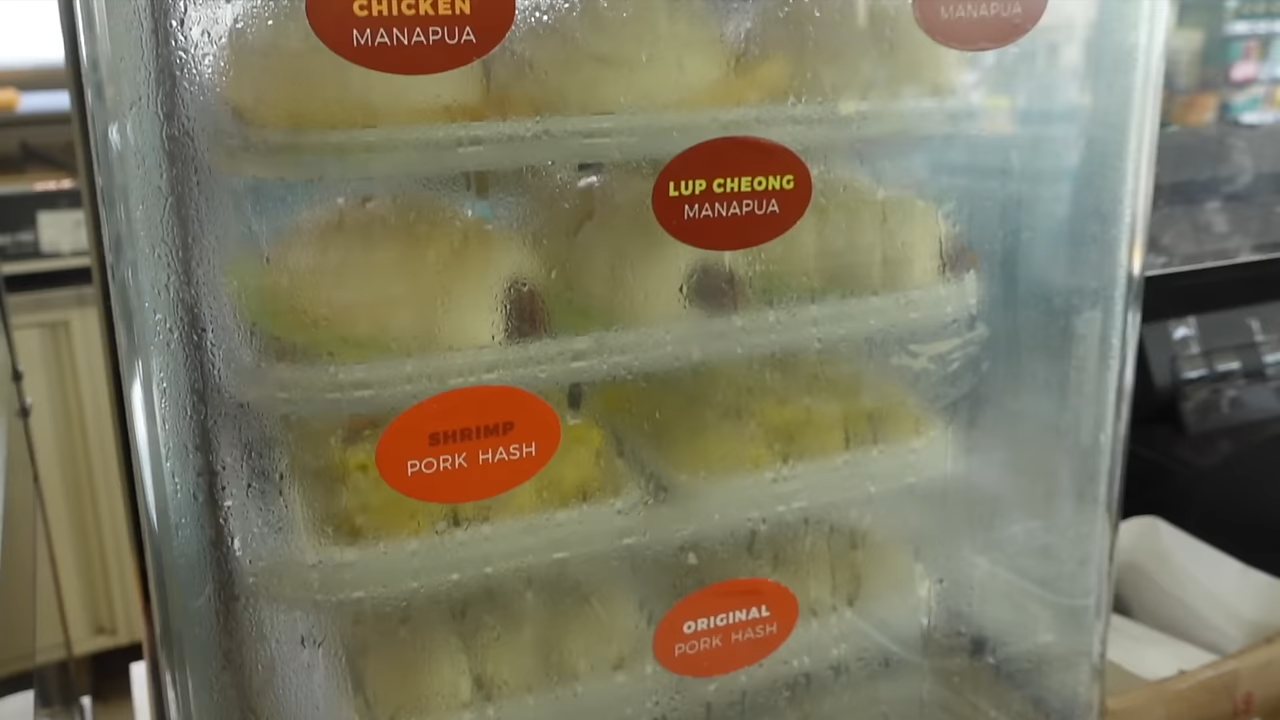 CHICKEN
MANAPUA
MANAPUA
LUP CHEONG
MANAPUA
SHRIMP
PORK HASH
ORIGINAL
PORK HASH